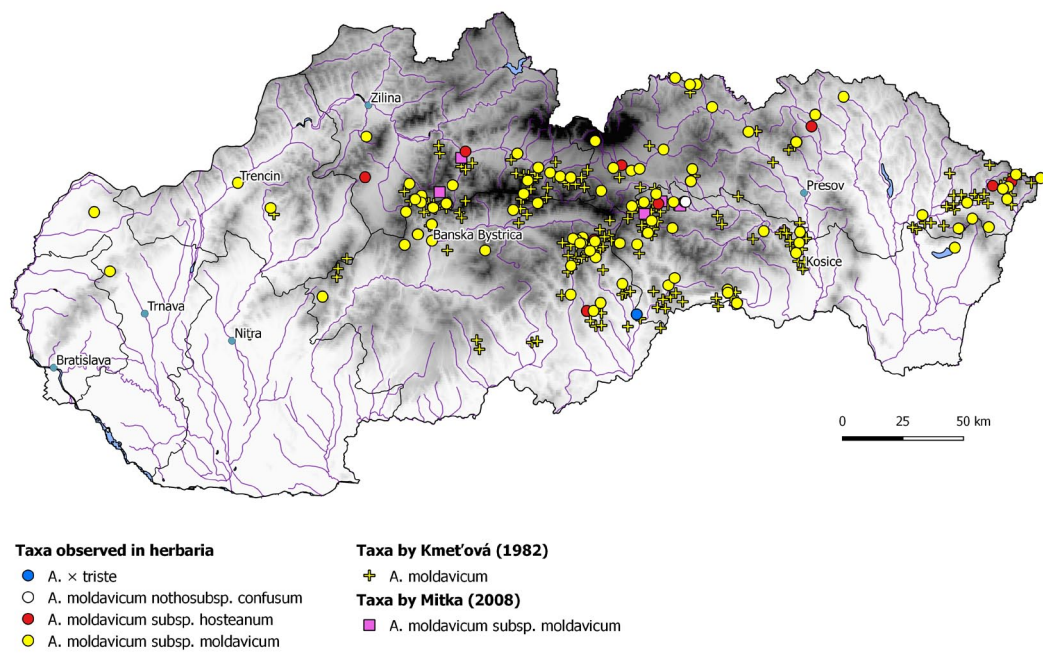 Zilina
Trencin
Presov
Banska Bystrica
Kosice
Trnava
Nitra
Bratislava
0 25 50 km
Taxa observed in herbaria
A. × triste
A. moldavicum nothosubsp. confusum
A. moldavicum subsp. hosteanum
A. moldavicum subsp. moldavicum
Taxa by Kmeťová (1982)
A. moldavicum
Taxa by Mitka (2008)
A. moldavicum subsp. moldavicum